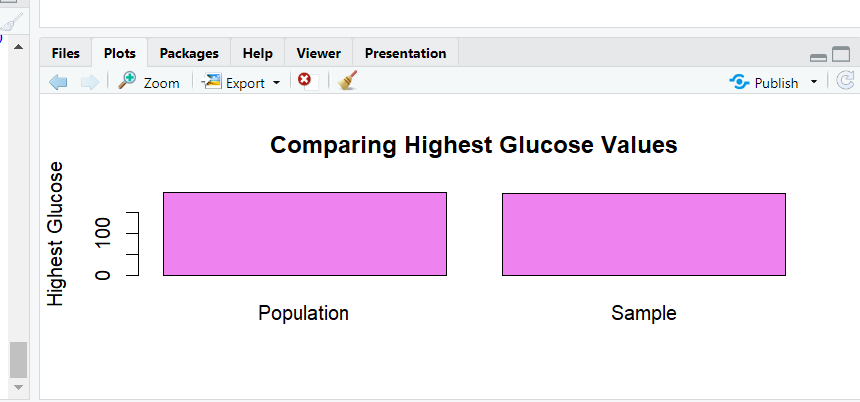 Files Plots Packages Help Viewer Presentation
Zoom Export Publish
Comparing Highest Glucose Values
Highest Glucose
100
0
Population Sample